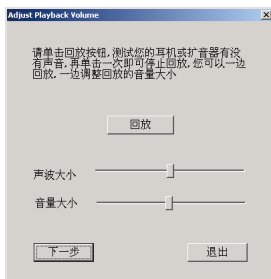 Adjust Playback Volume
请单击回放按钮,测试您的耳机或扩音器有没
有声音,再单击一次即可停止回放,您可以一边
回放,一边调整回放的音量大小
回放
声波大小
音量大小
下一步
退出